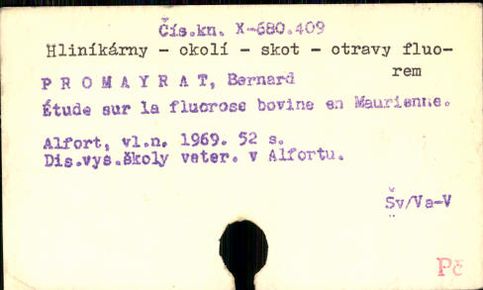 Čís.kn. X-680.409
Hliníkárny - okolí - skot - otravy fluo-
rem
P R O M A Y R A T, Bernard
Étude sur la fluorose bovine en Maurienne.
Alfort, vl.n. 1969. 52 s.
Dis.vys.školy veter. v Alfortu.
Šv/Va-V
Pč